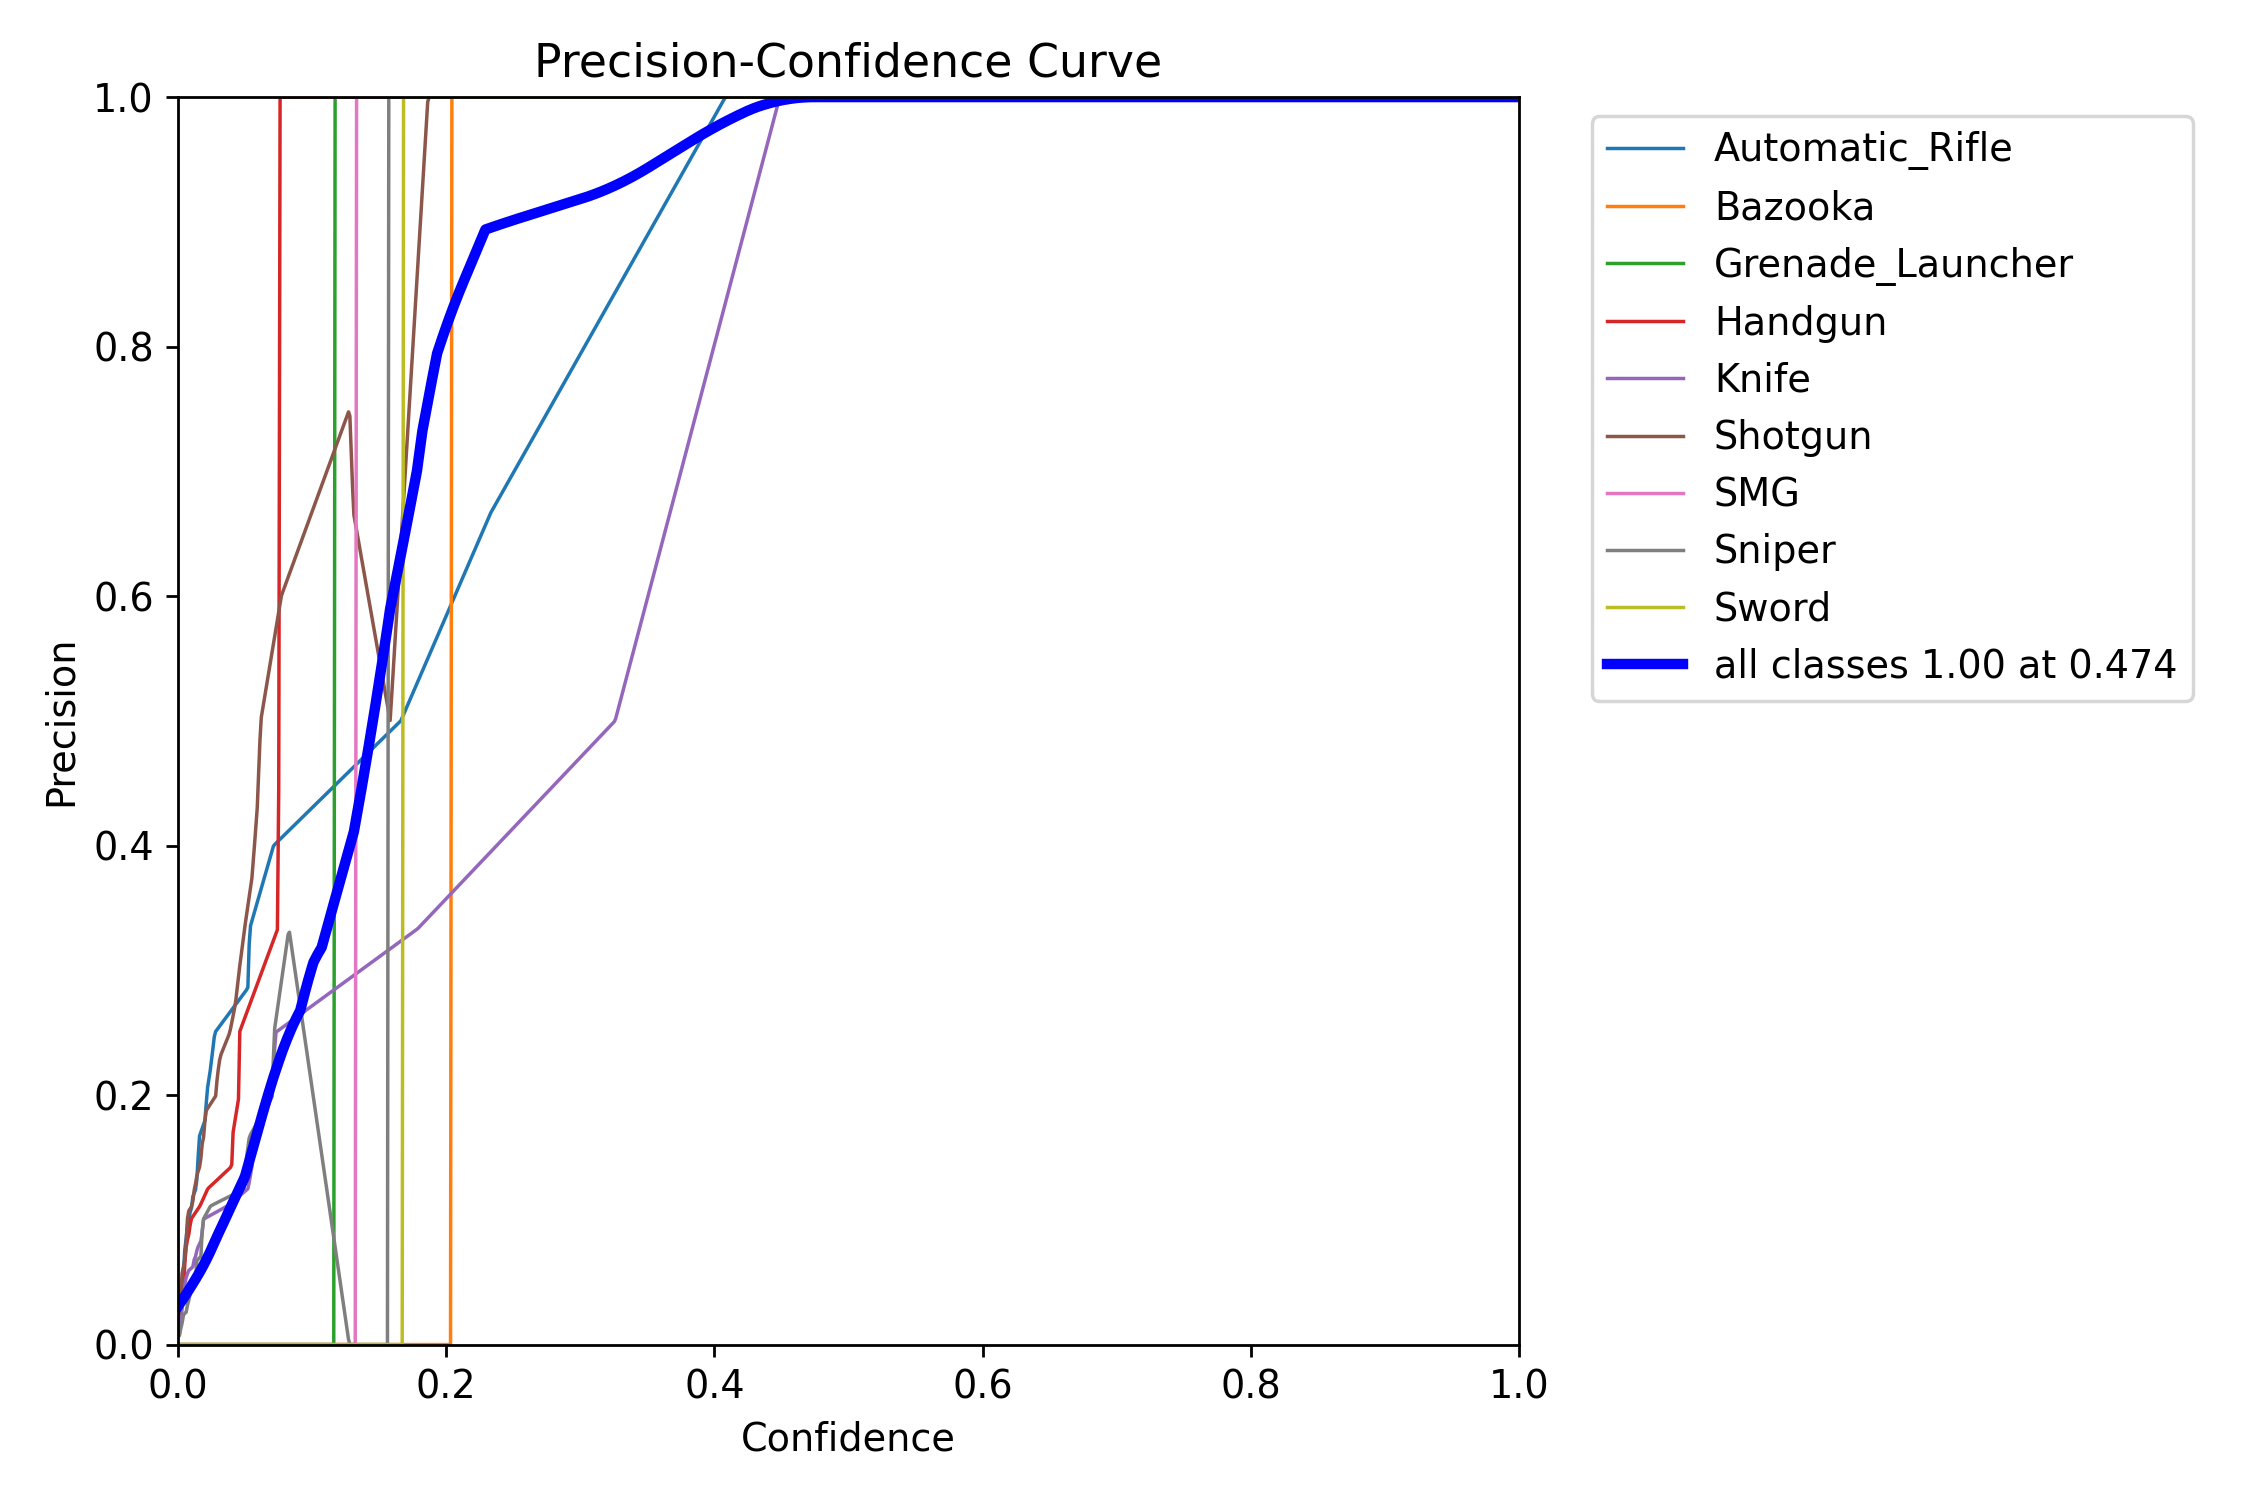 Precision-Confidence Curve
1.0
0.8
0.6
0.4
0.2
0.0
Precision
0.0 0.2 0.4 0.6 0.8 1.0
Confidence
Automatic_Rifle
Bazooka
Grenade_Launcher
Handgun
Knife
Shotgun
SMG
Sniper
Sword
all classes 1.00 at 0.474